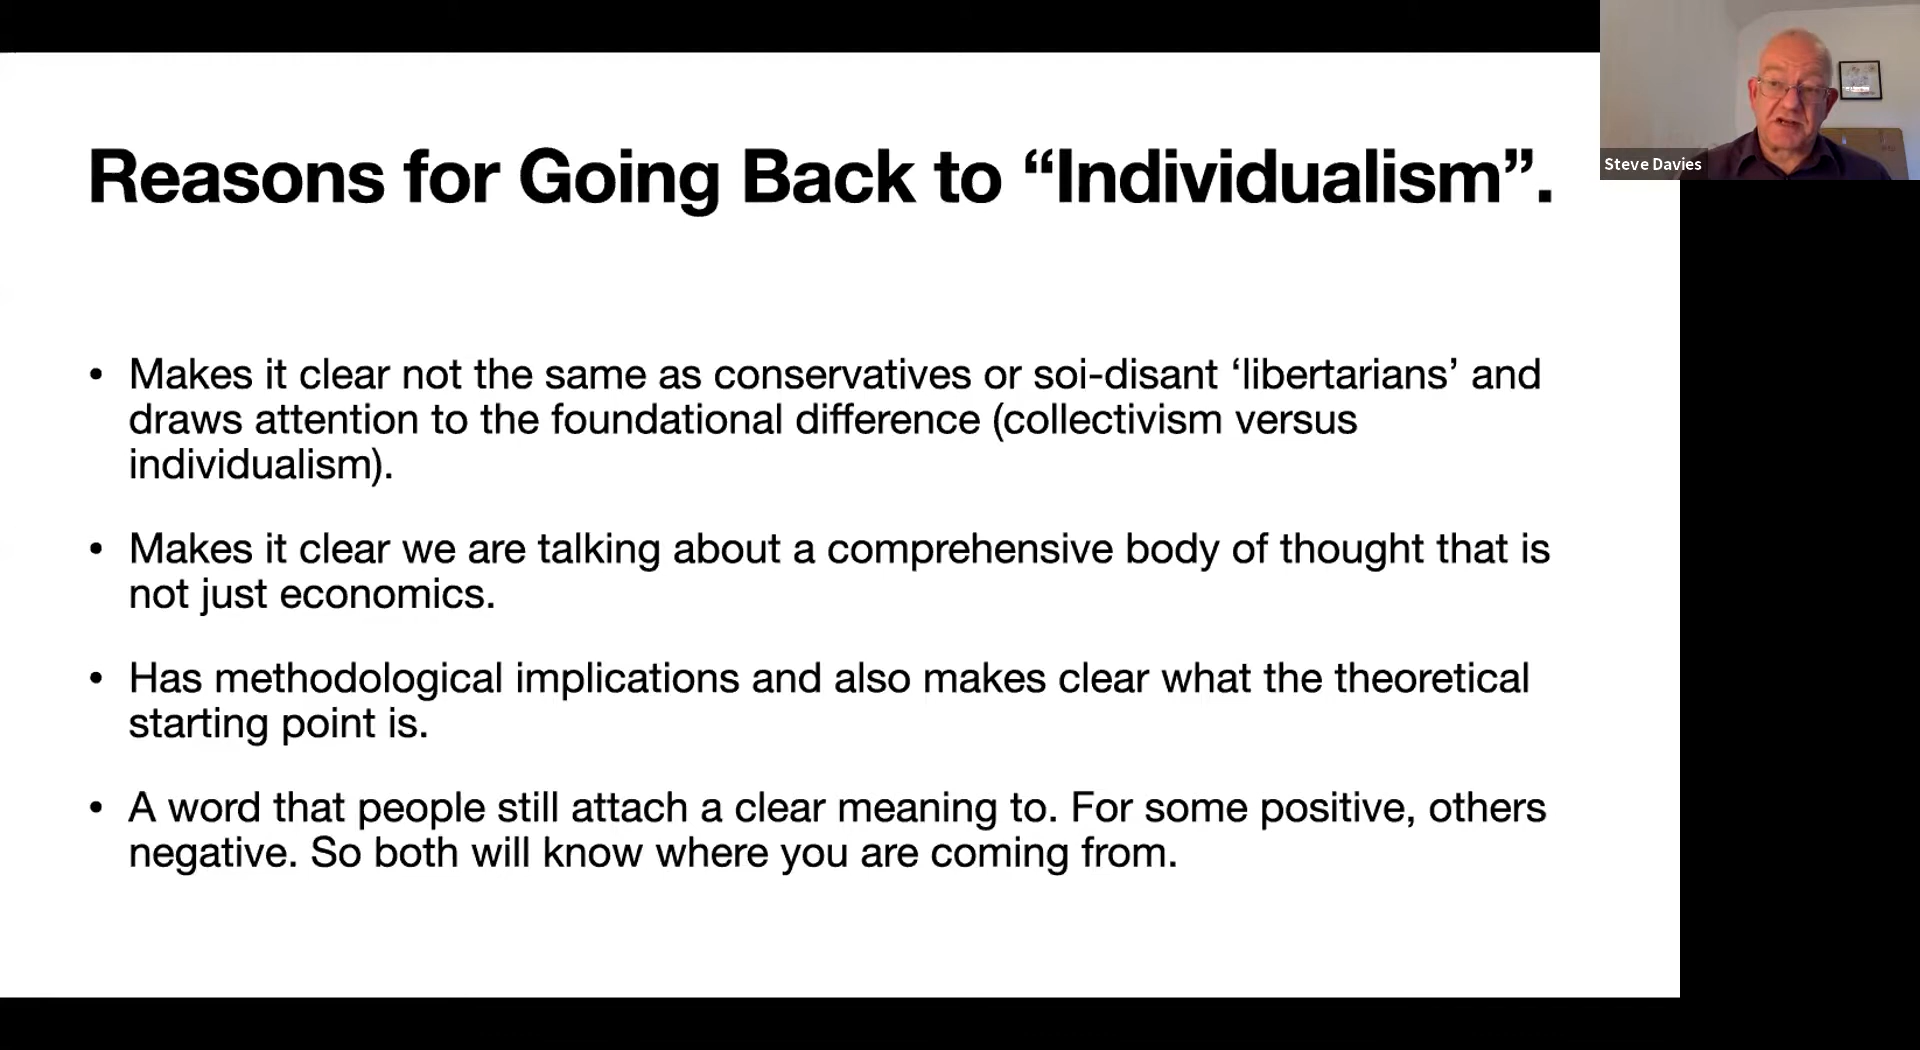 Reasons for Going Back to “Individualism”.
• Makes it clear not the same as conservatives or soi-disant ‘libertarians’ and
draws attention to the foundational difference (collectivism versus
individualism).
• Makes it clear we are talking about a comprehensive body of thought that is
not just economics.
• Has methodological implications and also makes clear what the theoretical
starting point is.
• A word that people still attach a clear meaning to. For some positive, others
negative. So both will know where you are coming from.
Steve Davies